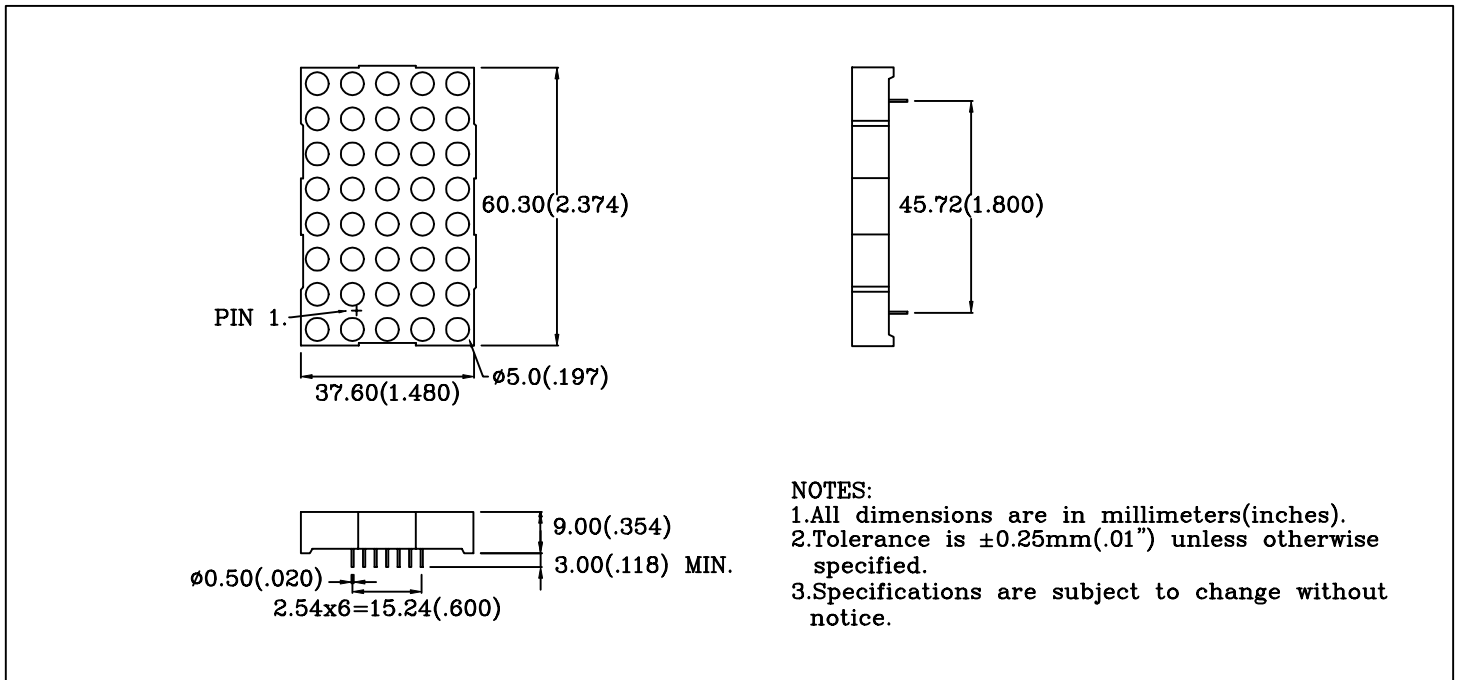 60.30(2.374)
45.72(1.800)
PIN 1.
ø5.0(.197)
37.60(1.480)
9.00(.354)
3.00(.118) MIN.
ø0.50(.020)
2.54x6=15.24(.600)
NOTES:
1.All dimensions are in millimeters(inches).
2.Tolerance is ±0.25mm(.01") unless otherwise
specified.
3.Specifications are subject to change without
notice.